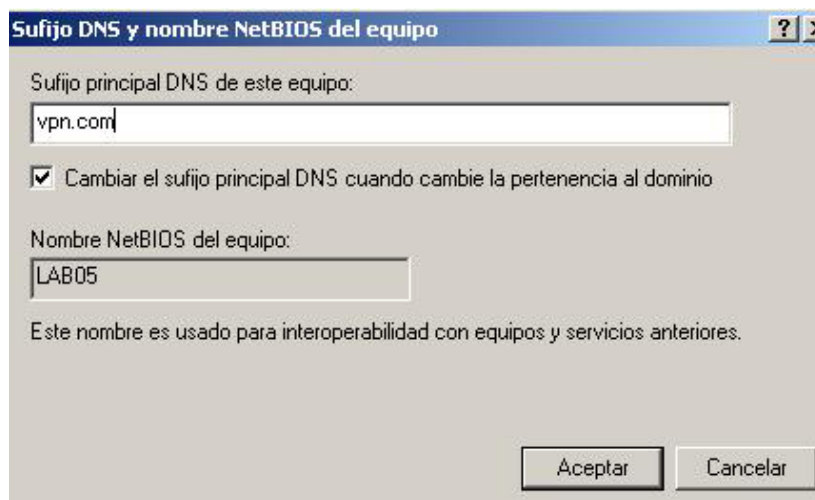 Sufijo DNS y nombre NetBIOS del equipo
Sufijo principal DNS de este equipo:
vpn.com
Cambiar el sufijo principal DNS cuando cambie la pertenencia al dominio
Nombre NetBIOS del equipo:
LAB05
Este nombre es usado para interoperabilidad con equipos y servicios anteriores.
Aceptar Cancelar